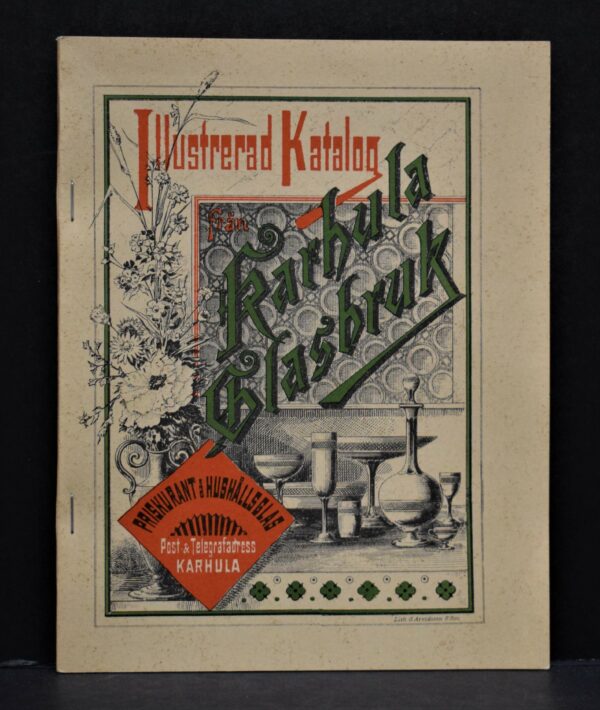 Illustrerad Katalog
från
Karhula
Glasbruk
PRISKURANT å HUSHÅLLSGLAS
Post & Telegrafadress
KARHULA